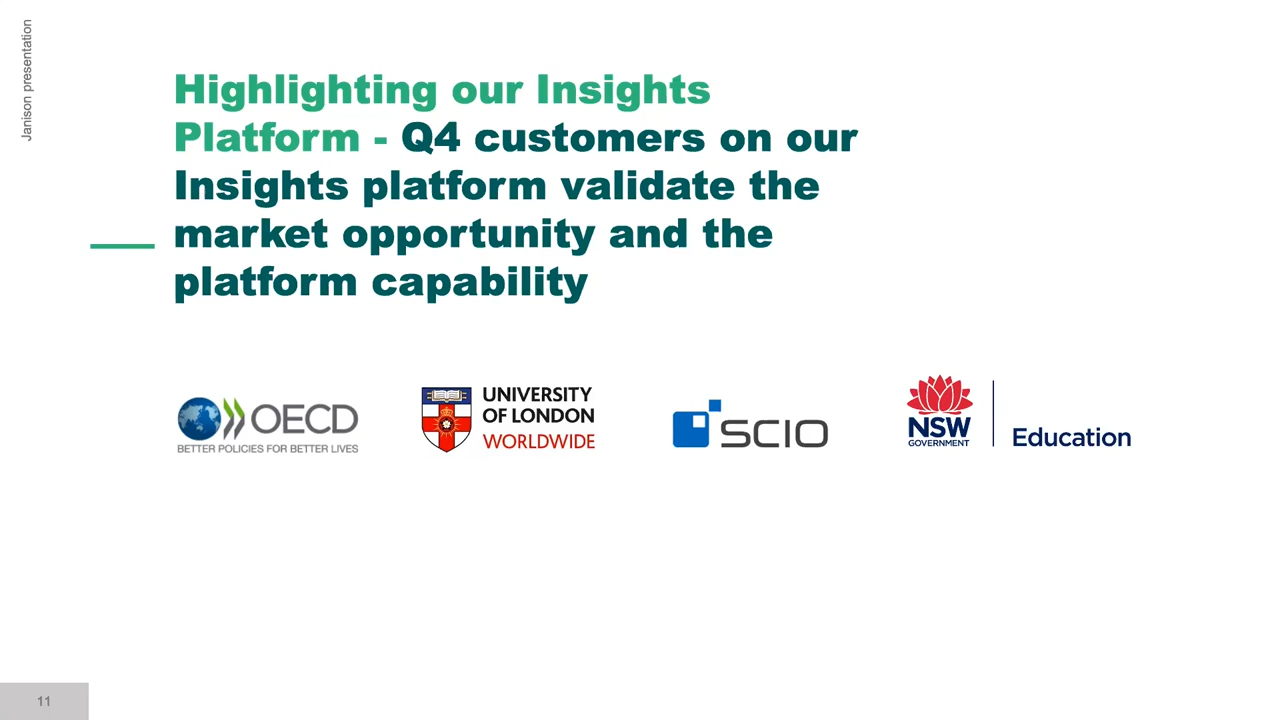 Janison presentation
Highlighting our Insights
Platform - Q4 customers on our
Insights platform validate the
market opportunity and the
platform capability
OECD
BETTER POLICIES FOR BETTER LIVES
UNIVERSITY
OF LONDON
WORLDWIDE
SCIO
NSW
GOVERNMENT
Education
11